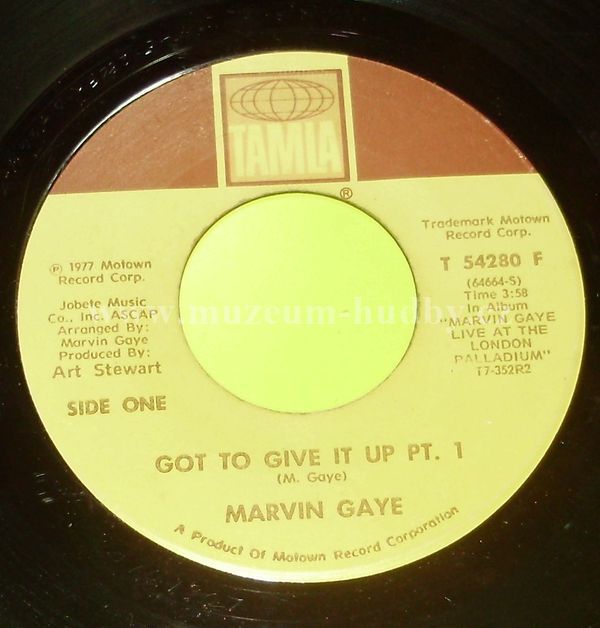 TAMLA
®
℗ 1977 Motown
Record Corp.
Jobete Music
Co., Inc. ASCAP
Arranged By:
Marvin Gaye
Produced By:
Art Stewart
SIDE ONE
Trademark Motown
Record Corp.
T 54280 F
(64664-S)
Time 3:58
In Album
"MARVIN GAYE
LIVE AT THE
LONDON
PALLADIUM"
T7-352R2
www.muzeum-hudby.cz
GOT TO GIVE IT UP PT. 1
(M. Gaye)
MARVIN GAYE
A Product Of Motown Record Corporation